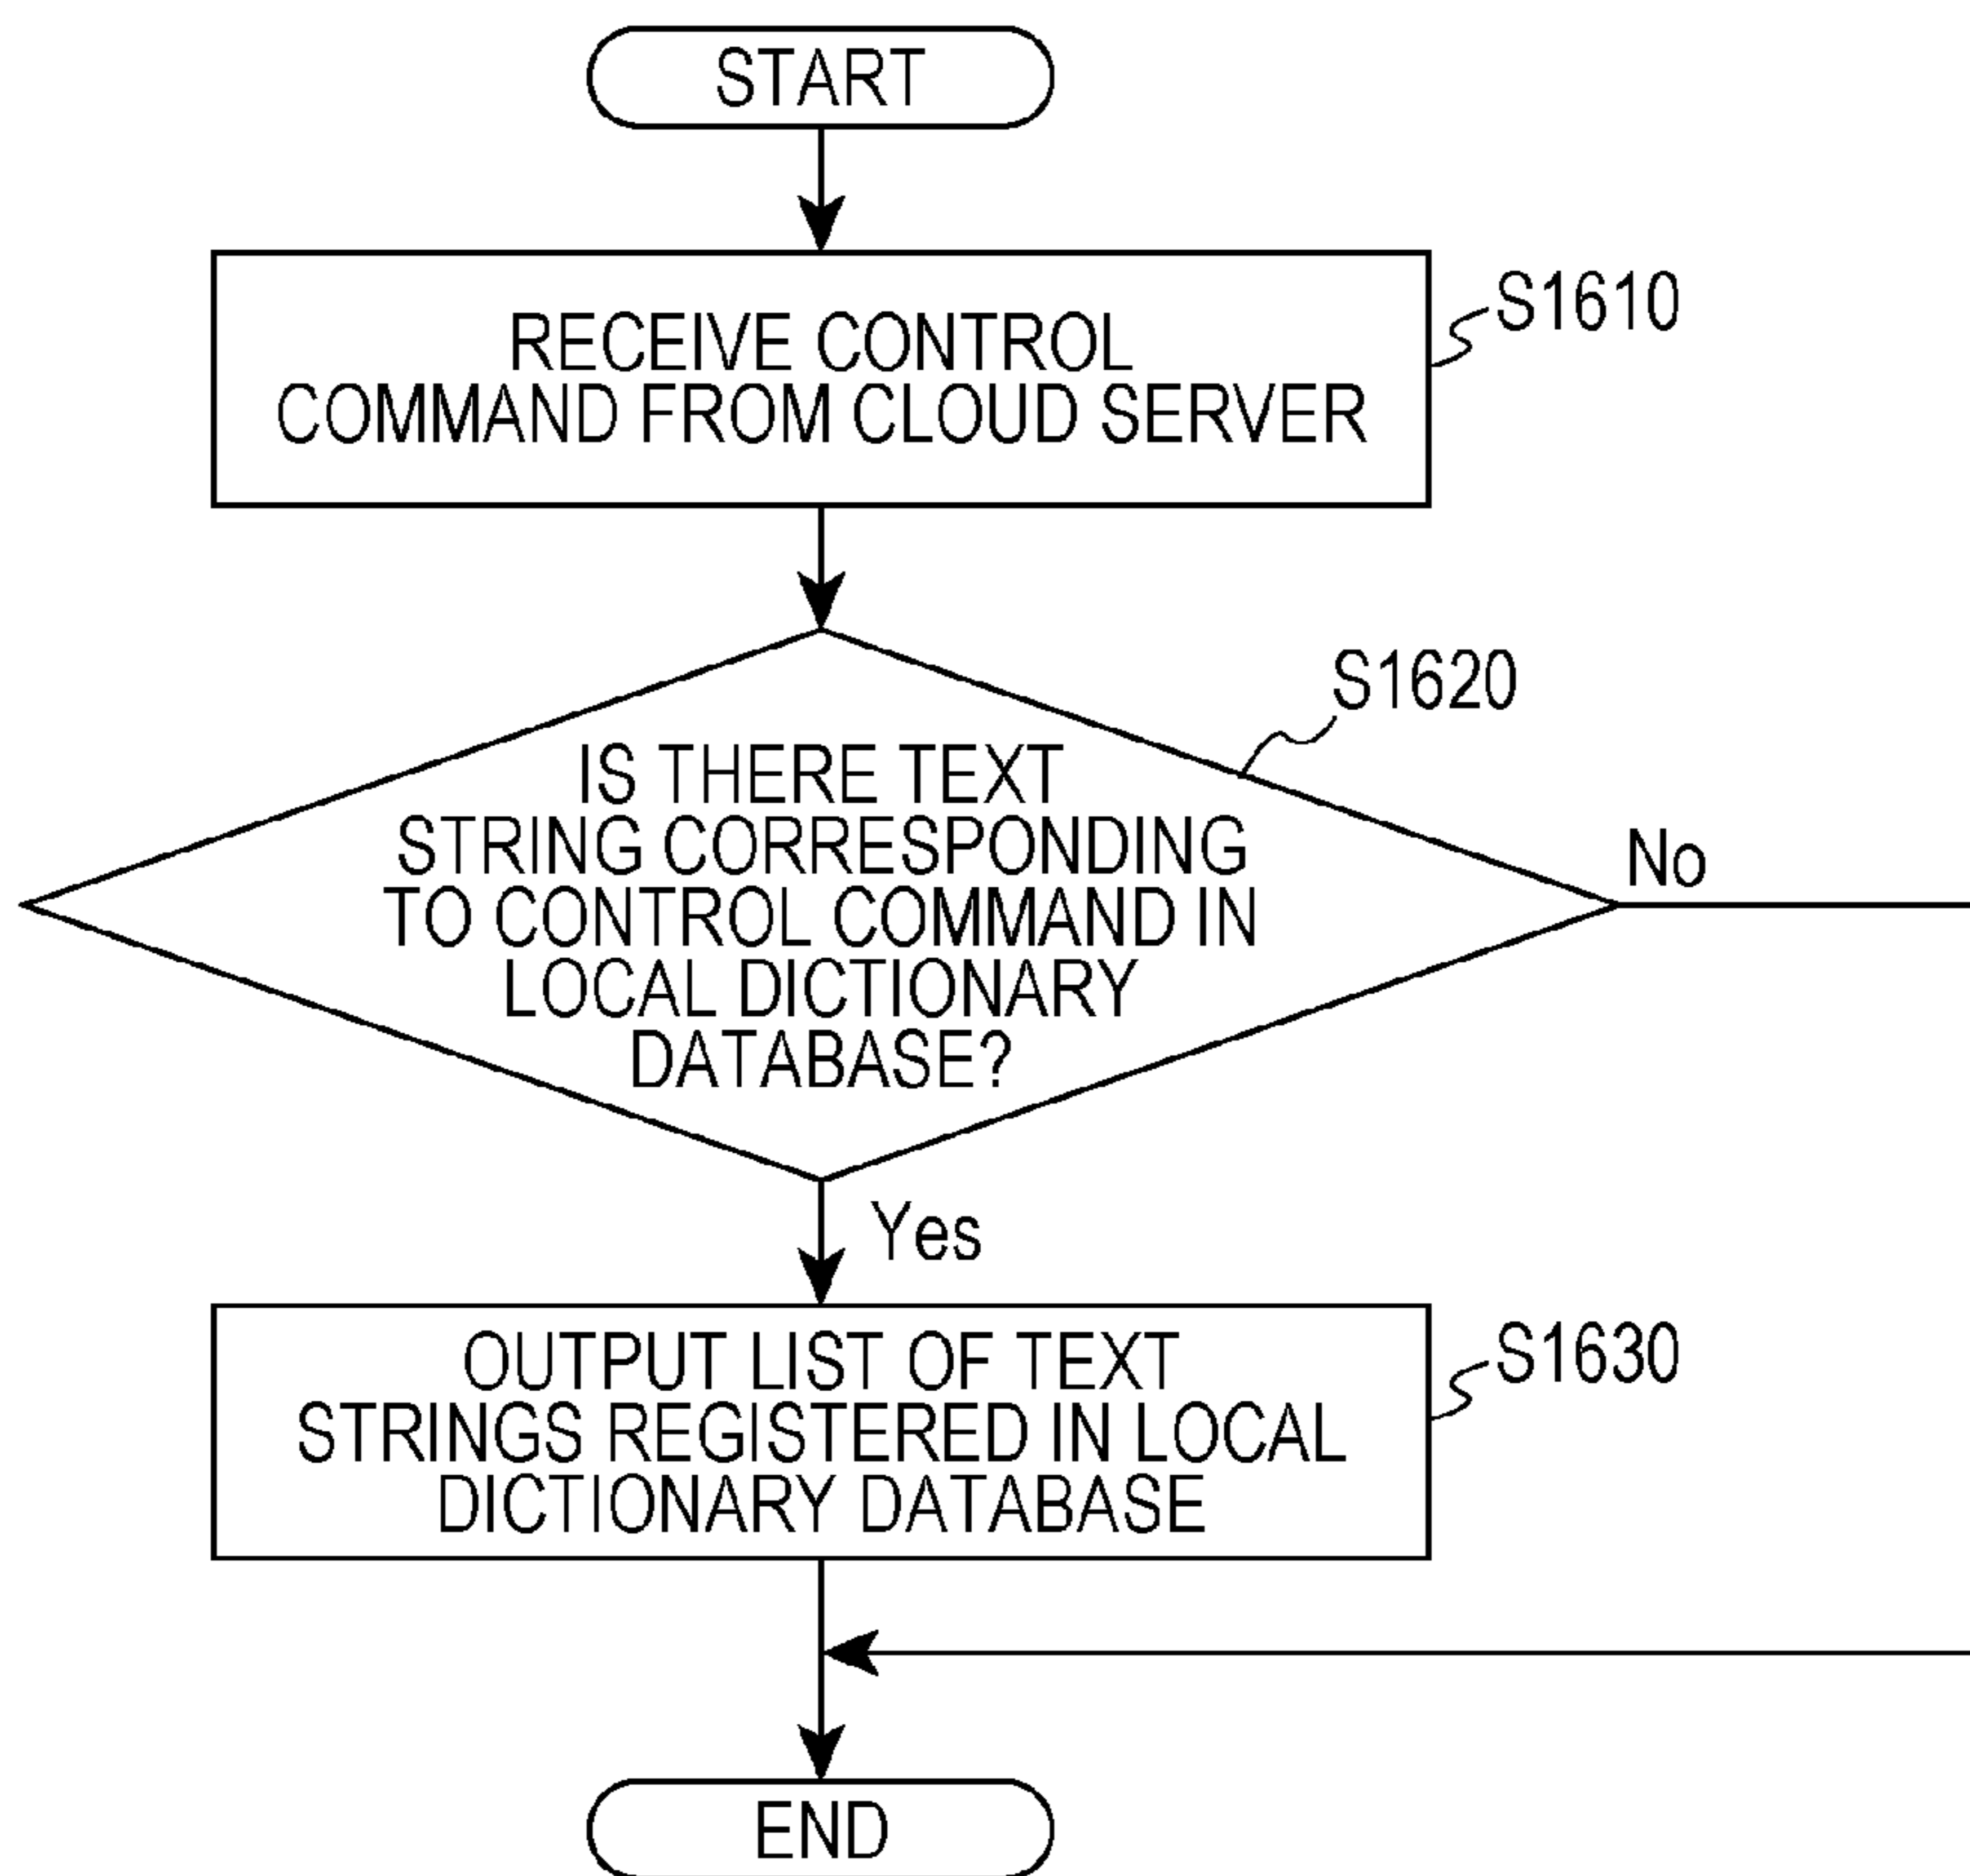 START
RECEIVE CONTROL
COMMAND FROM CLOUD SERVER
S1610
S1620
IS THERE TEXT
STRING CORRESPONDING
TO CONTROL COMMAND IN
LOCAL DICTIONARY
DATABASE?
No
Yes
OUTPUT LIST OF TEXT
STRINGS REGISTERED IN LOCAL
DICTIONARY DATABASE
S1630
END